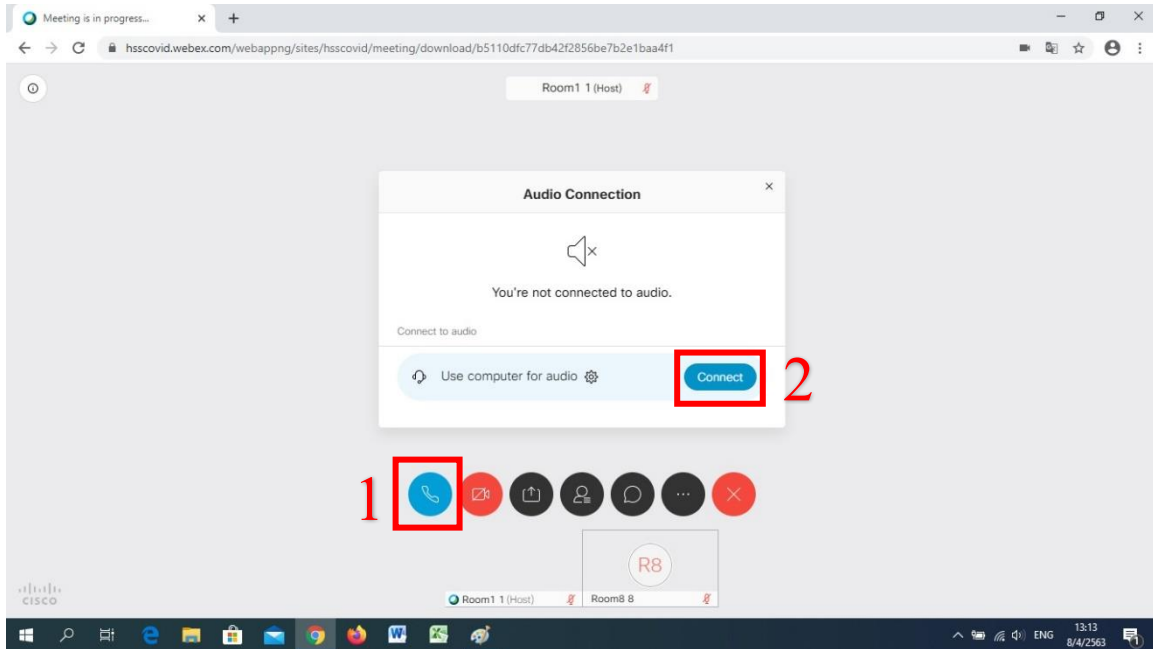 Meeting is in progress...
hsscovid.webex.com/webappng/sites/hsscovid/meeting/download/b5110dfc77db42f2856be7b2e1baa4f1
Room1 1 (Host)
Audio Connection
You're not connected to audio.
Connect to audio
Use computer for audio
Connect
2
1
R8
Room1 1 (Host)
Room8 8
CISCO
ENG
13:13
8/4/2563
1